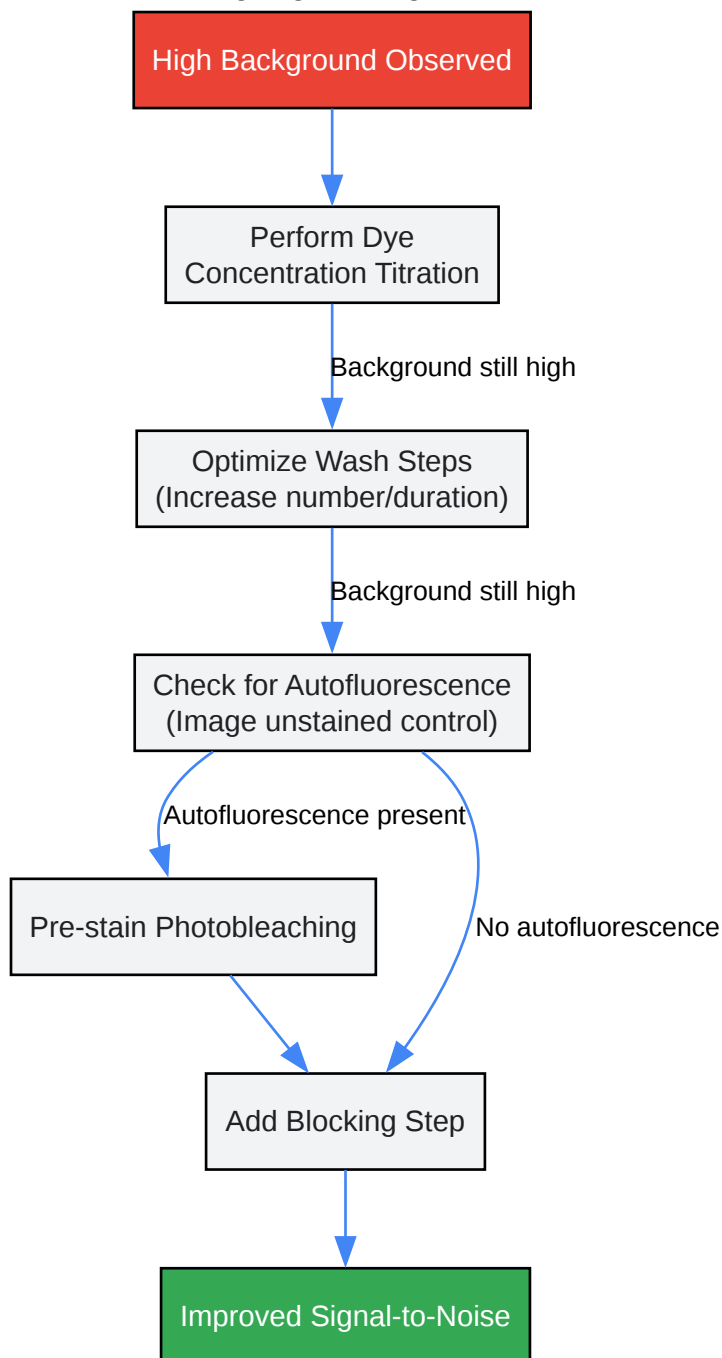 High Background Observed
Perform Dye
Concentration Titration
Background still high
Optimize Wash Steps
(Increase number/duration)
Background still high
Check for Autofluorescence
(Image unstained control)
Autofluorescence present
Pre-stain Photobleaching
No autofluorescence
Add Blocking Step
Improved Signal-to-Noise